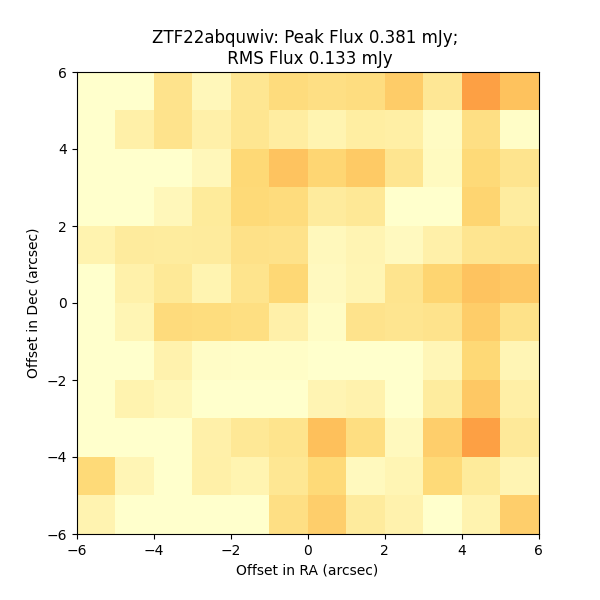 ZTF22abquwiv: Peak Flux 0.381 mJy;
RMS Flux 0.133 mJy
6
4
2
0
−2
−4
−6
Offset in Dec (arcsec)
−6 −4 −2 0 2 4 6
Offset in RA (arcsec)